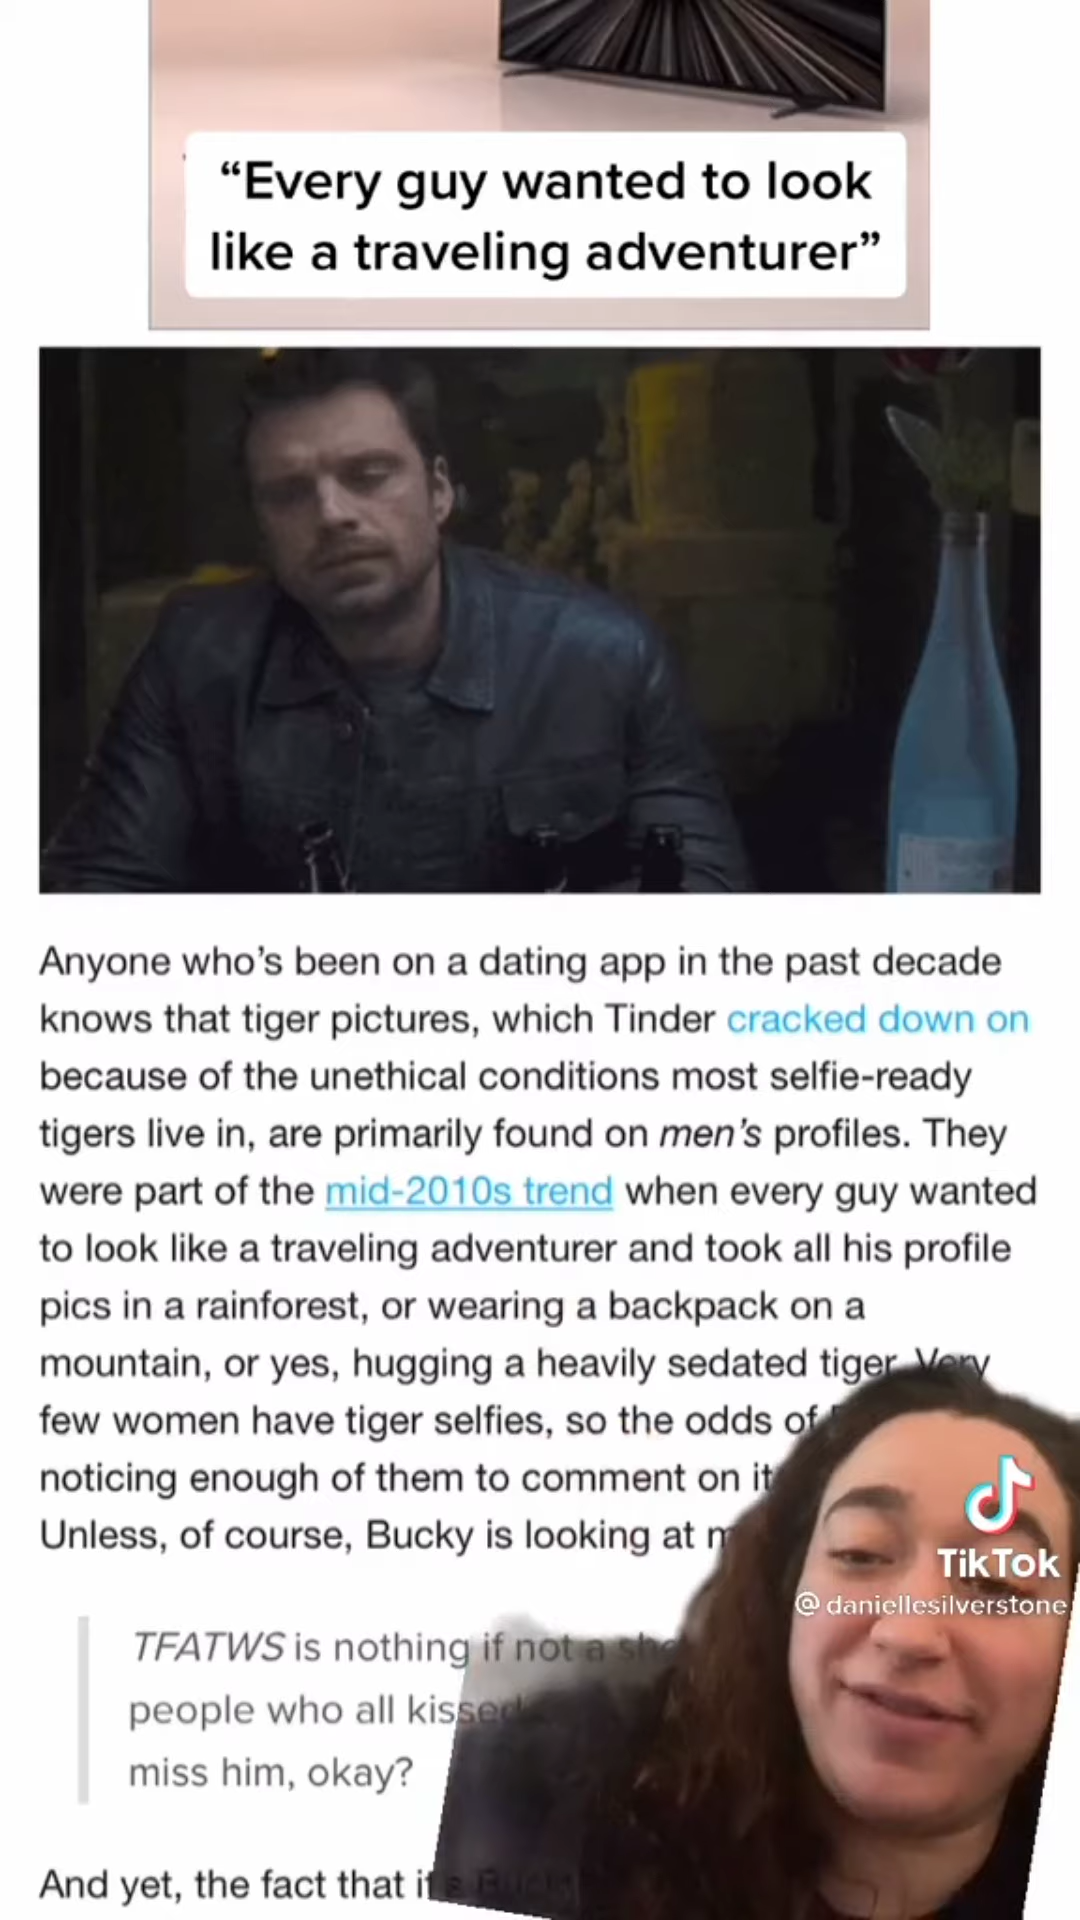 “Every guy wanted to look
like a traveling adventurer”
Anyone who’s been on a dating app in the past decade
knows that tiger pictures, which Tinder cracked down on
because of the unethical conditions most selfie-ready
tigers live in, are primarily found on men’s profiles. They
were part of the mid-2010s trend when every guy wanted
to look like a traveling adventurer and took all his profile
pics in a rainforest, or wearing a backpack on a
mountain, or yes, hugging a heavily sedated tiger. Very
few women have tiger selfies, so the odds of
noticing enough of them to comment on it
Unless, of course, Bucky is looking at
TikTok
@daniellesilverstone
TFATWS is nothing if not a
people who all kissed
miss him, okay?
And yet, the fact that it's Bucky